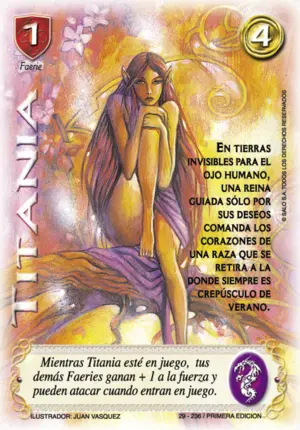 1
4
Faerie
TITANIA
EN TIERRAS
INVISIBLES PARA EL
OJO HUMANO,
UNA REINA
GUIADA SÓLO POR
SUS DESEOS
COMANDA LOS
CORAZONES DE
UNA RAZA QUE SE
RETIRA A LA
DONDE SIEMPRE ES
CREPÚSCULO DE
VERANO.
© SALO S.A. TODOS LOS DERECHOS RESERVADOS
Mientras Titania esté en juego, tus
demás Faeries ganan + 1 a la fuerza y
pueden atacar cuando entran en juego.
ILUSTRADOR: JUAN VASQUEZ
29 - 256 / PRIMERA EDICION